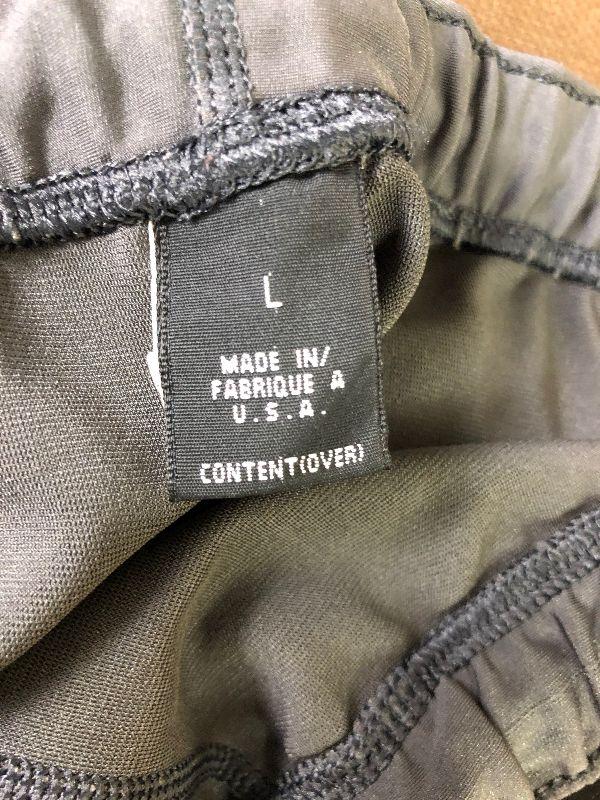 L
MADE IN/
FABRIQUE A
U.S.A.
CONTENT(OVER)